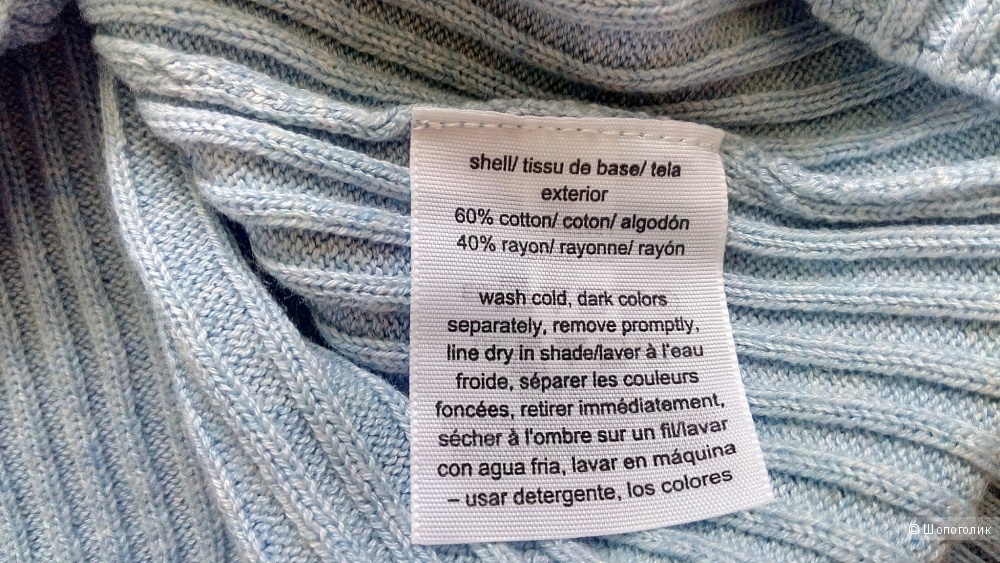 shell/ tissu de base/ tela
exterior
60% cotton/ coton/ algodón
40% rayon/ rayonne/ rayón
wash cold, dark colors
separately, remove promptly,
line dry in shade/laver à l'eau
froide, séparer les couleurs
foncées, retirer immédiatement,
sécher à l'ombre sur un fil/lavar
con agua fria, lavar en máquina
– usar detergente, los colores
© Шопоголик